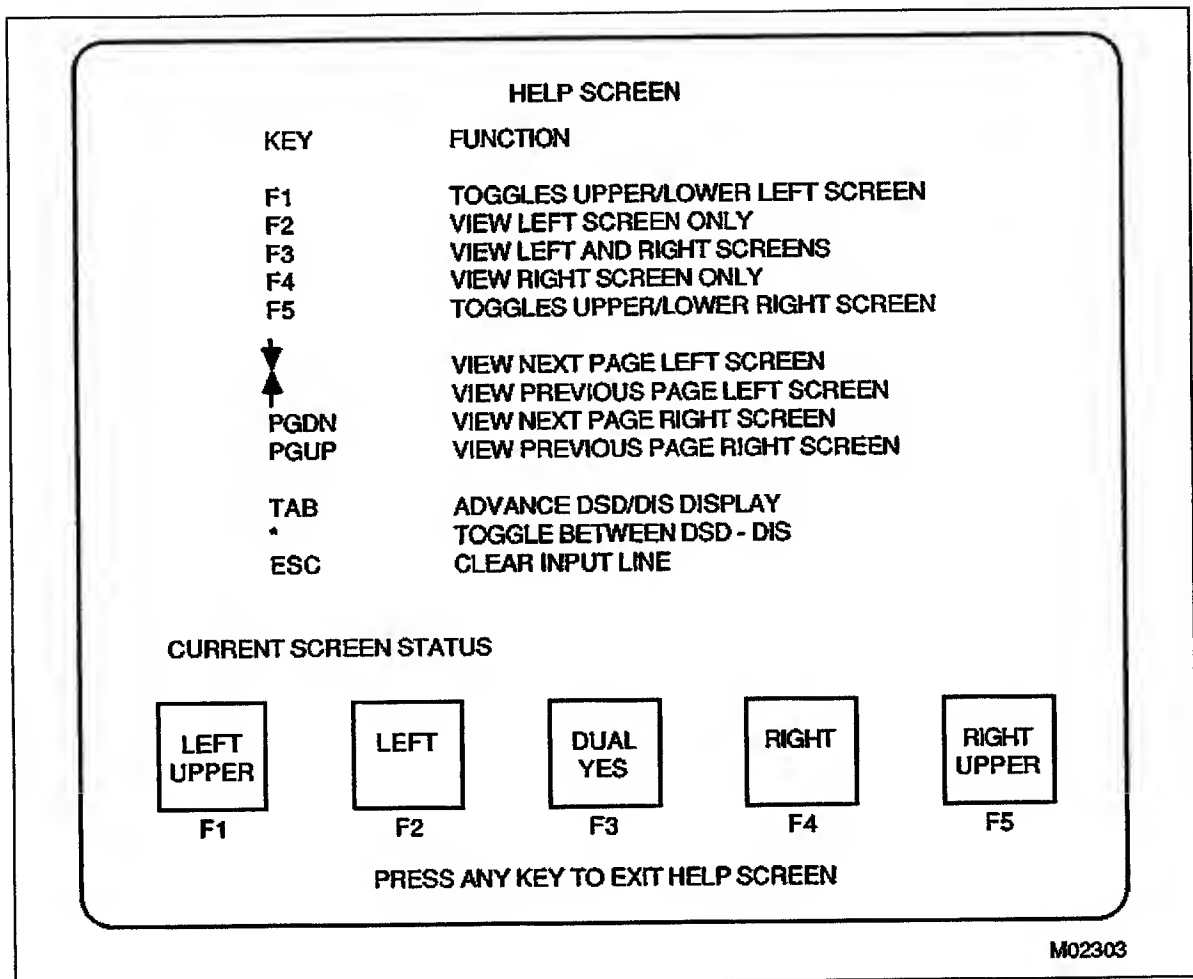 HELP SCREEN
KEY FUNCTION
F1 TOGGLES UPPER/LOWER LEFT SCREEN
F2 VIEW LEFT SCREEN ONLY
F3 VIEW LEFT AND RIGHT SCREENS
F4 VIEW RIGHT SCREEN ONLY
F5 TOGGLES UPPER/LOWER RIGHT SCREEN
↓ VIEW NEXT PAGE LEFT SCREEN
↑ VIEW PREVIOUS PAGE LEFT SCREEN
PGDN VIEW NEXT PAGE RIGHT SCREEN
PGUP VIEW PREVIOUS PAGE RIGHT SCREEN
TAB ADVANCE DSD/DIS DISPLAY
* TOGGLE BETWEEN DSD - DIS
ESC CLEAR INPUT LINE
CURRENT SCREEN STATUS
LEFT UPPER
LEFT
DUAL YES
RIGHT
RIGHT UPPER
F1 F2 F3 F4 F5
PRESS ANY KEY TO EXIT HELP SCREEN
M02303